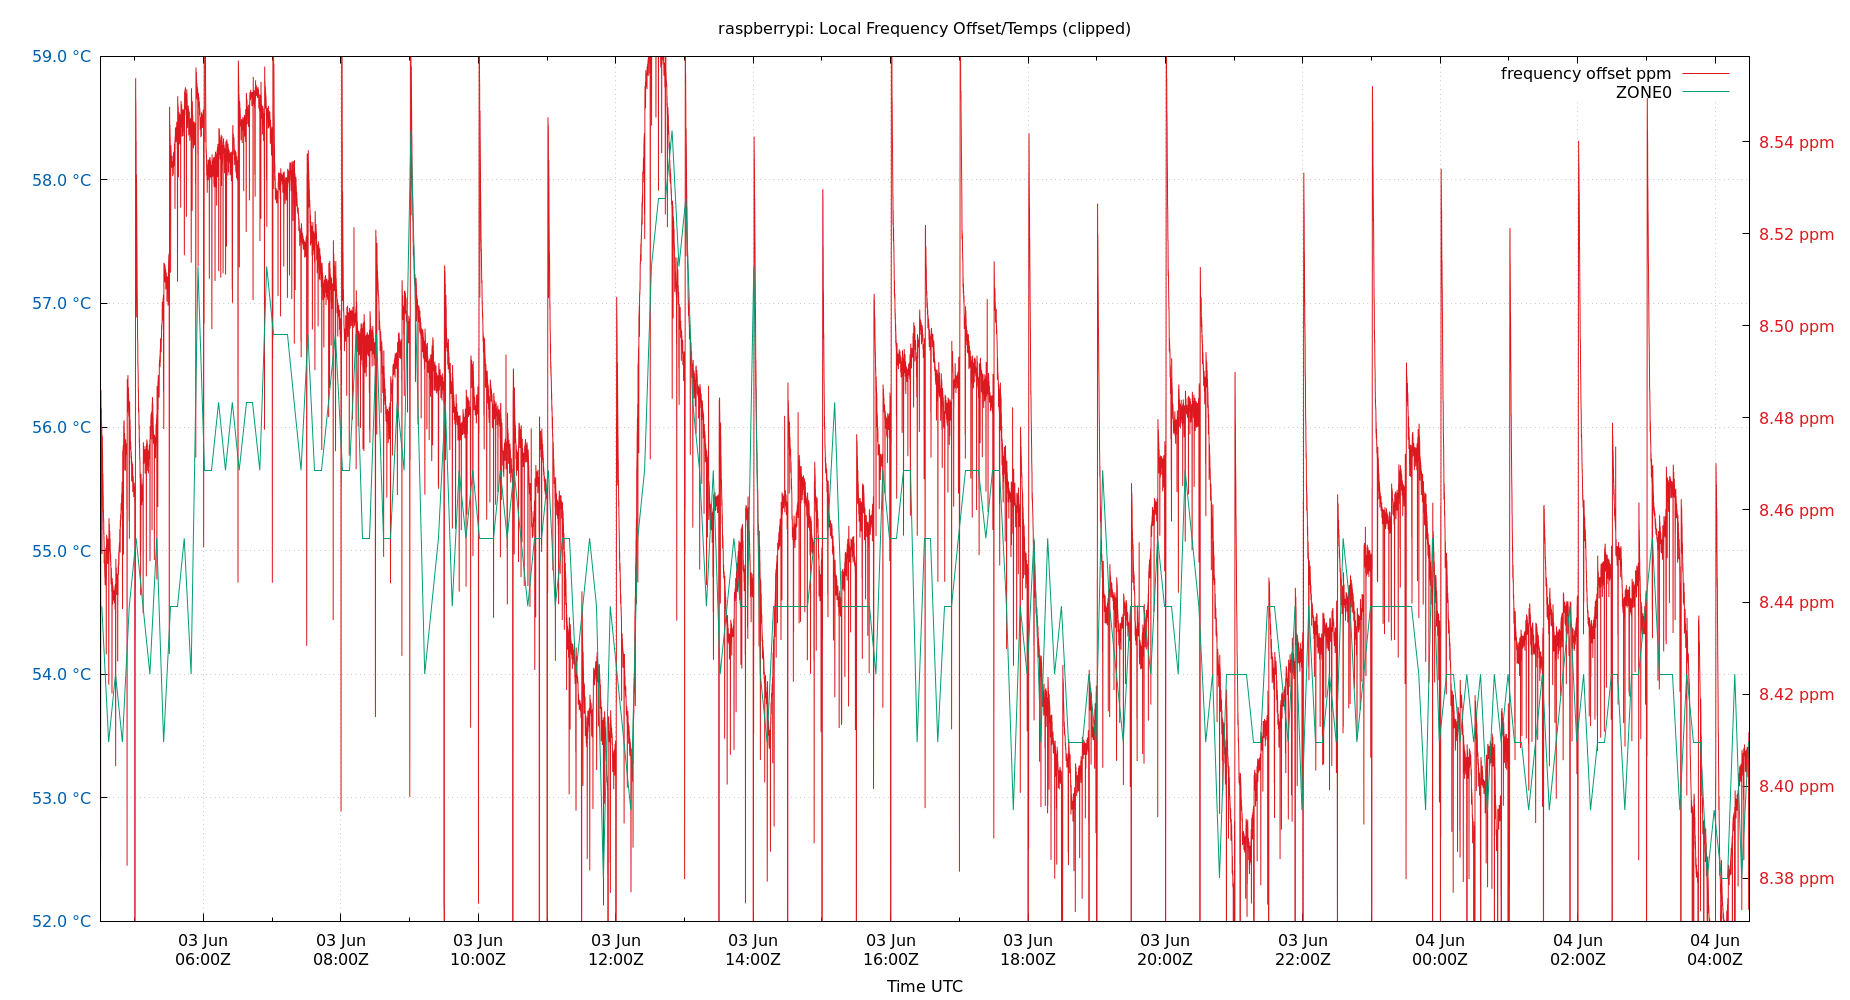 raspberrypi: Local Frequency Offset/Temps (clipped)
frequency offset ppm
ZONE0
59.0 °C
58.0 °C
57.0 °C
56.0 °C
55.0 °C
54.0 °C
53.0 °C
52.0 °C
8.54 ppm
8.52 ppm
8.50 ppm
8.48 ppm
8.46 ppm
8.44 ppm
8.42 ppm
8.40 ppm
8.38 ppm
03 Jun
06:00Z
03 Jun
08:00Z
03 Jun
10:00Z
03 Jun
12:00Z
03 Jun
14:00Z
03 Jun
16:00Z
03 Jun
18:00Z
03 Jun
20:00Z
03 Jun
22:00Z
04 Jun
00:00Z
04 Jun
02:00Z
04 Jun
04:00Z
Time UTC